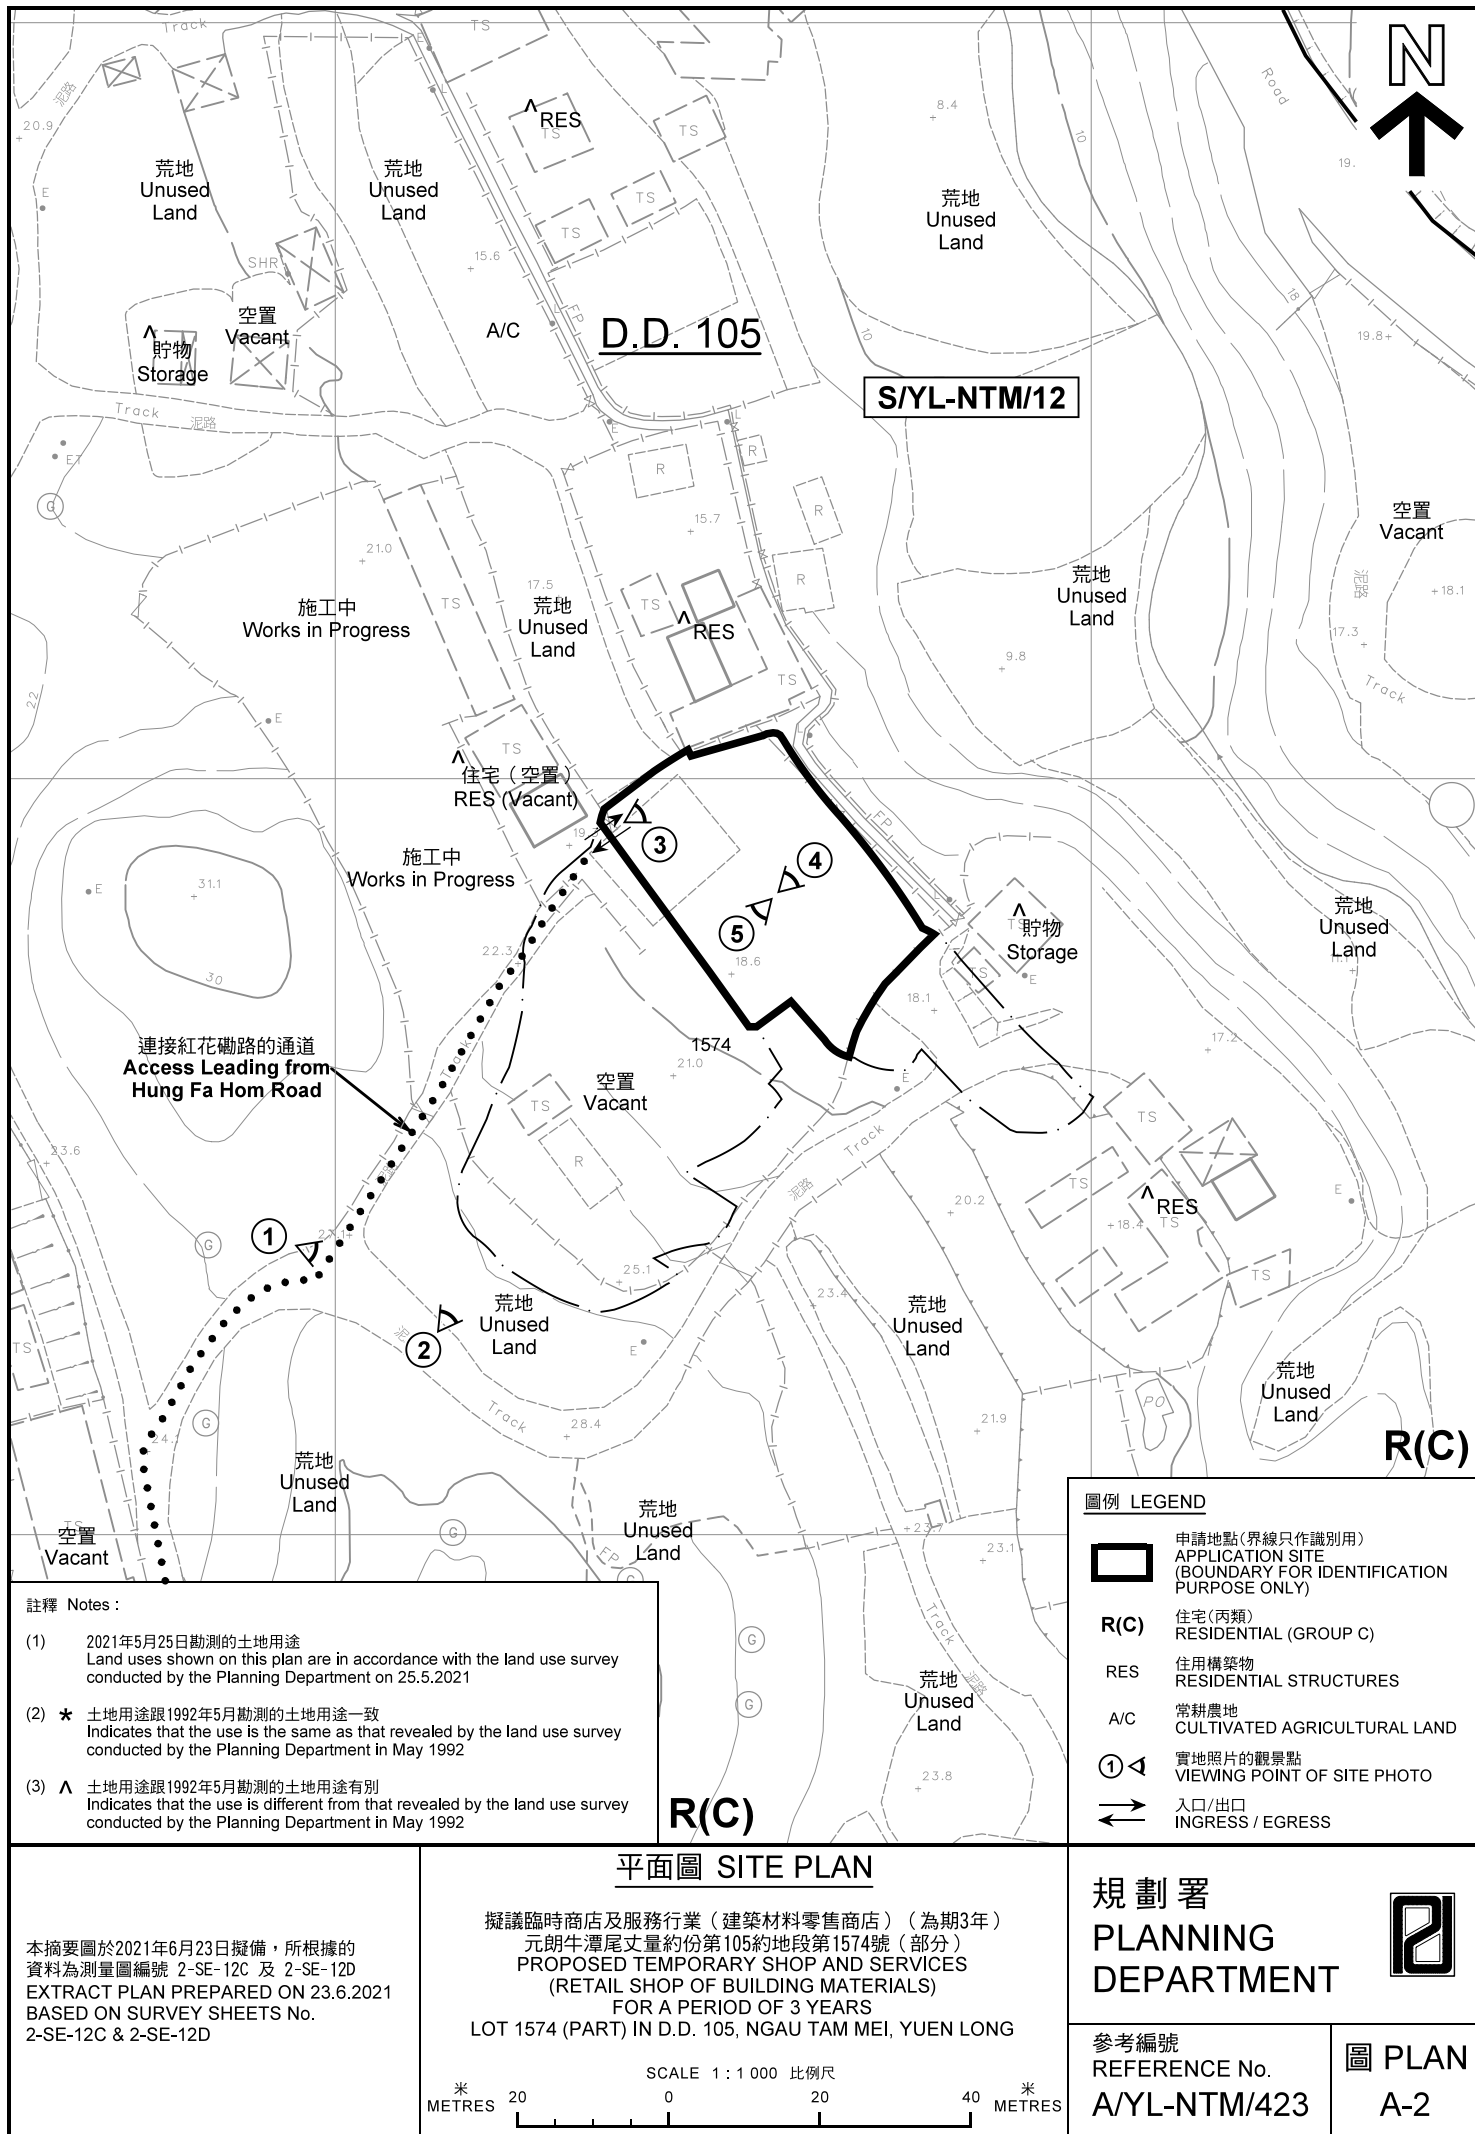 Track
TS
泥路
20.9
荒地
Unused
Land
荒地
Unused
Land
E
E
L
RES
TS
TS
TS
TS
8.4
10
Road
N
19.
荒地
Unused
Land
15.6
SHR
空置
Vacant
貯物
Storage
A/C
L
FP
D.D. 105
10
18
19.8
S/YL-NTM/12
Track
泥路
ET
G
E
L
R
R
R
R
15.7
空置
Vacant
21.0
施工中
Works in Progress
TS
17.5
荒地
Unused
Land
TS
RES
TS
荒地
Unused
Land
泥路
18.1
17.3
Track
9.8
22
E
TS
住宅（空置）
RES (Vacant)
L
FP
19.3
3
4
5
18.6
施工中
Works in Progress
E
31.1
30
22.3
L
TS
貯物
Storage
TS
E
荒地
Unused
Land
18.1
17.2
連接紅花磡路的通道
Access Leading from
Hung Fa Hom Road
Track
泥路
1574
21.0
空置
Vacant
TS
R
E
Track
泥路
23.6
TS
TS
RES
TS
18.4
E
TS
20.2
1
G
25.1
23.4
荒地
Unused
Land
2
荒地
Unused
Land
E
TS
荒地
Unused
Land
Track
28.4
G
21.9
PO
荒地
Unused
Land
R(C)
荒地
Unused
Land
TS
空置
Vacant
G
FP
G
荒地
Unused
Land
23.1
Track
泥路
G
G
荒地
Unused
Land
23.8
R(C)
註釋 Notes :
(1) 2021年5月25日勘測的土地用途
Land uses shown on this plan are in accordance with the land use survey
conducted by the Planning Department on 25.5.2021
(2) * 土地用途跟1992年5月勘測的土地用途一致
Indicates that the use is the same as that revealed by the land use survey
conducted by the Planning Department in May 1992
(3) ^ 土地用途跟1992年5月勘測的土地用途有別
Indicates that the use is different from that revealed by the land use survey
conducted by the Planning Department in May 1992
圖例 LEGEND
申請地點(界線只作識別用)
APPLICATION SITE
(BOUNDARY FOR IDENTIFICATION
PURPOSE ONLY)
R(C) 住宅(丙類)
RESIDENTIAL (GROUP C)
RES 住用構築物
RESIDENTIAL STRUCTURES
A/C 常耕農地
CULTIVATED AGRICULTURAL LAND
1 實地照片的觀景點
VIEWING POINT OF SITE PHOTO
入口/出口
INGRESS / EGRESS
本摘要圖於2021年6月23日擬備，所根據的
資料為測量圖編號 2-SE-12C 及 2-SE-12D
EXTRACT PLAN PREPARED ON 23.6.2021
BASED ON SURVEY SHEETS No.
2-SE-12C & 2-SE-12D
平面圖 SITE PLAN
擬議臨時商店及服務行業（建築材料零售商店）（為期3年）
元朗牛潭尾丈量約份第105約地段第1574號（部分）
PROPOSED TEMPORARY SHOP AND SERVICES
(RETAIL SHOP OF BUILDING MATERIALS)
FOR A PERIOD OF 3 YEARS
LOT 1574 (PART) IN D.D. 105, NGAU TAM MEI, YUEN LONG
SCALE 1 : 1 000 比例尺
米
METRES 20 0 20 40 米
METRES
規劃署
PLANNING
DEPARTMENT
參考編號
REFERENCE No.
A/YL-NTM/423
圖 PLAN
A-2